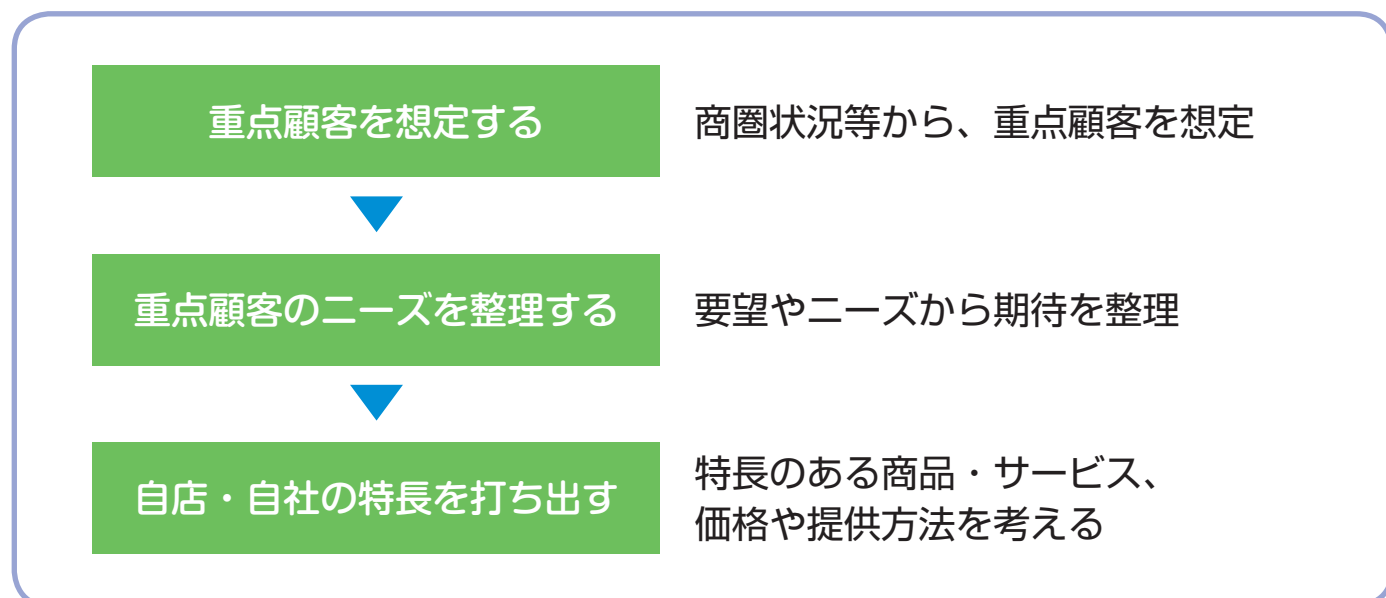 重点顧客を想定する
商圏状況等から、重点顧客を想定
重点顧客のニーズを整理する
要望やニーズから期待を整理
自店・自社の特長を打ち出す
特長のある商品・サービス、
価格や提供方法を考える